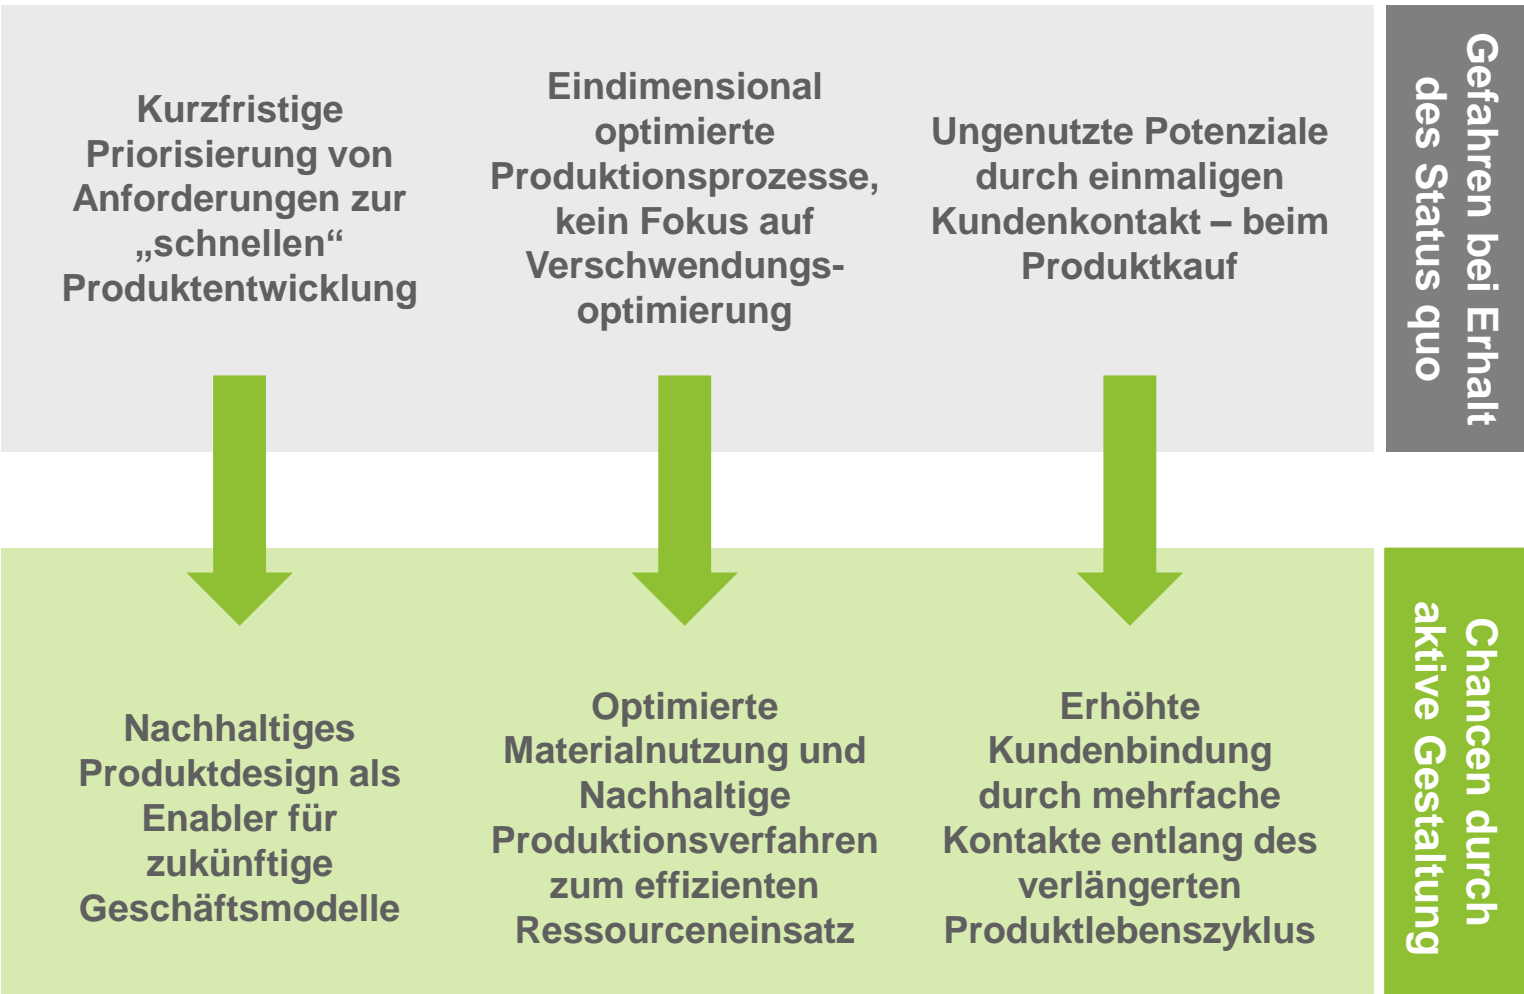 Kurzfristige
Priorisierung von
Anforderungen zur
„schnellen“
Produktentwicklung
Eindimensional
optimierte
Produktionsprozesse,
kein Fokus auf
Verschwendungs-
optimierung
Ungenutzte Potenziale
durch einmaligen
Kundenkontakt – beim
Produktkauf
Gefahren bei Erhalt
des Status quo
Nachhaltiges
Produktdesign als
Enabler für
zukünftige
Geschäftsmodelle
Optimierte
Materialnutzung und
Nachhaltige
Produktionsverfahren
zum effizienten
Ressourceneinsatz
Erhöhte
Kundenbindung
durch mehrfache
Kontakte entlang des
verlängerten
Produktlebenszyklus
Chancen durch
aktive Gestaltung